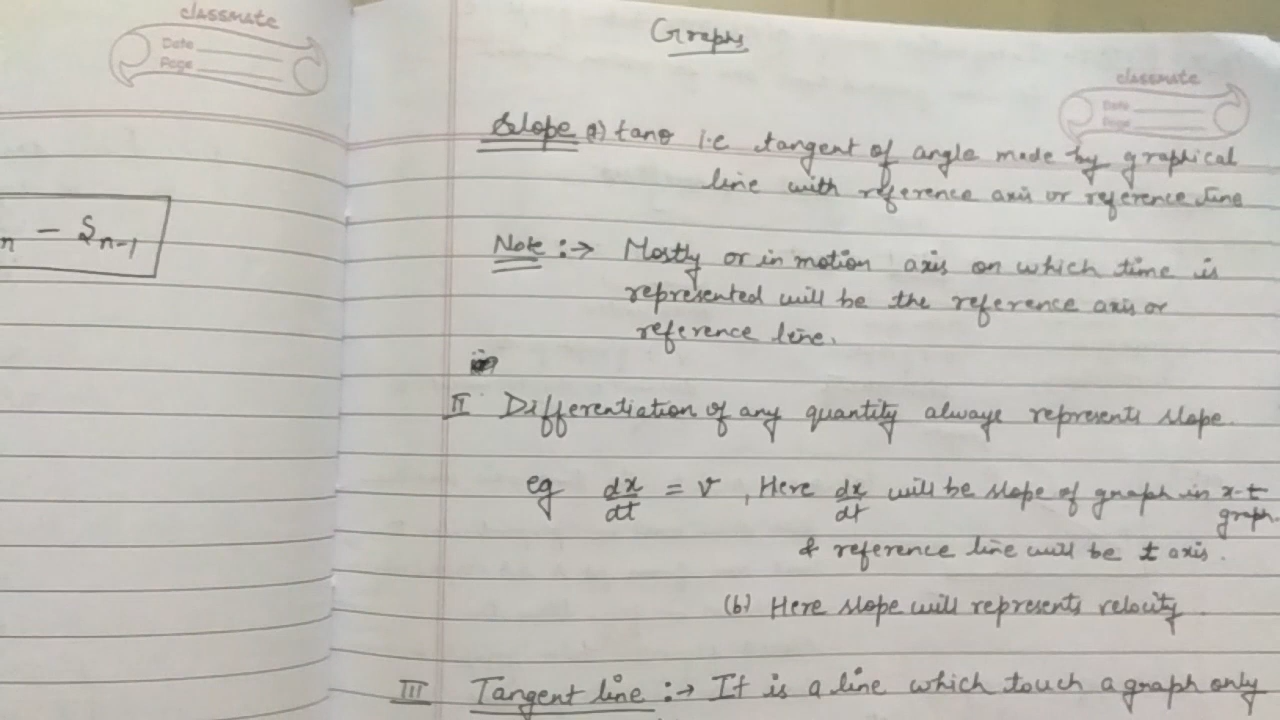 classmate
Date
Page
n - Sn-1
Graphs
classmate
Date
Page
Slope (a) tanθ i.e tangent of angle made by graphical
line with reference axis or reference line
Note :→ Mostly or in motion axis on which time is
represented will be the reference axis or
reference line.
II Differentiation of any quantity always represents slope.
eg dx/dt = v, Here dx/dt will be slope of graph in x-t
graph
& reference line will be t axis.
(b) Here slope will represents velocity.
III Tangent line :→ It is a line which touch a graph only